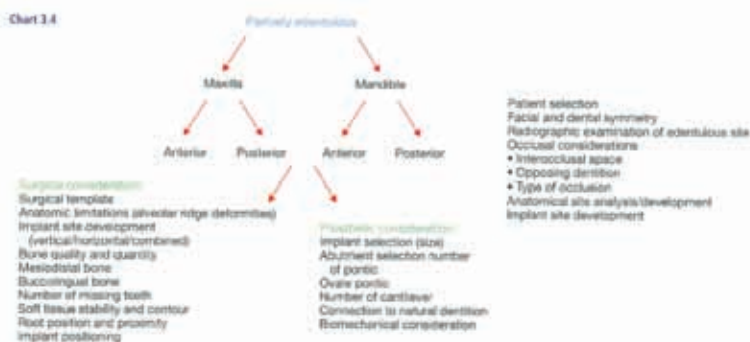 Chart 3.4
Partially edentulous
Maxilla
Mandible
Anterior
Posterior
Anterior
Posterior
Surgical consideration:
Surgical template
Anatomic limitations (alveolar ridge deformities)
Implant site development
(vertical/horizontal/combined)
Bone quality and quantity
Mesiodistal bone
Buccolingual bone
Number of missing teeth
Soft tissue stability and contour
Root position and proximity
Implant positioning
Prosthetic consideration:
Implant selection (size)
Abutment selection number
of pontic
Ovate pontic
Number of cantilever
Connection to natural dentition
Biomechanical consideration
Patient selection
Facial and dental symmetry
Radiographic examination of edentulous site
Occlusal considerations
• Interocclusal space
• Opposing dentition
• Type of occlusion
Anatomical site analysis/development
Implant site development